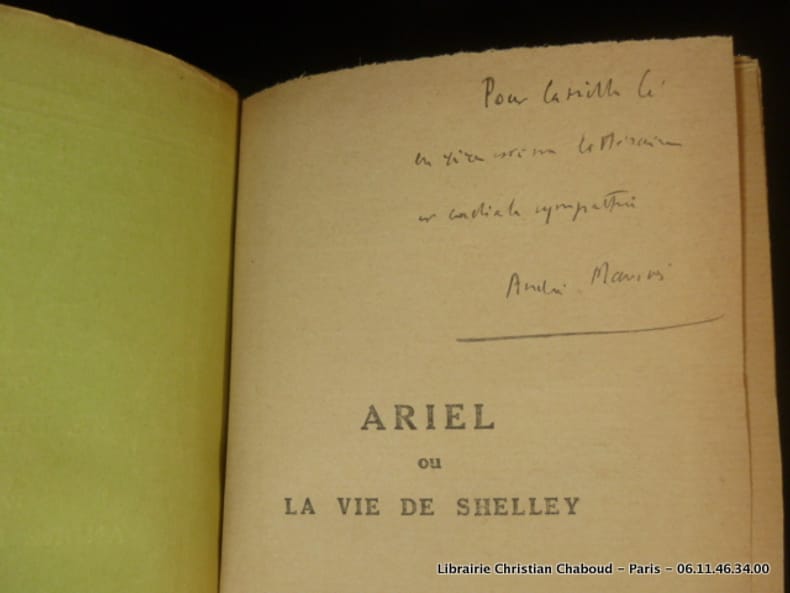 Pour
et cordiale sympathie
André Maurois
ARIEL
ou
LA VIE DE SHELLEY
Librairie Christian Chaboud - Paris - 06.11.46.34.00